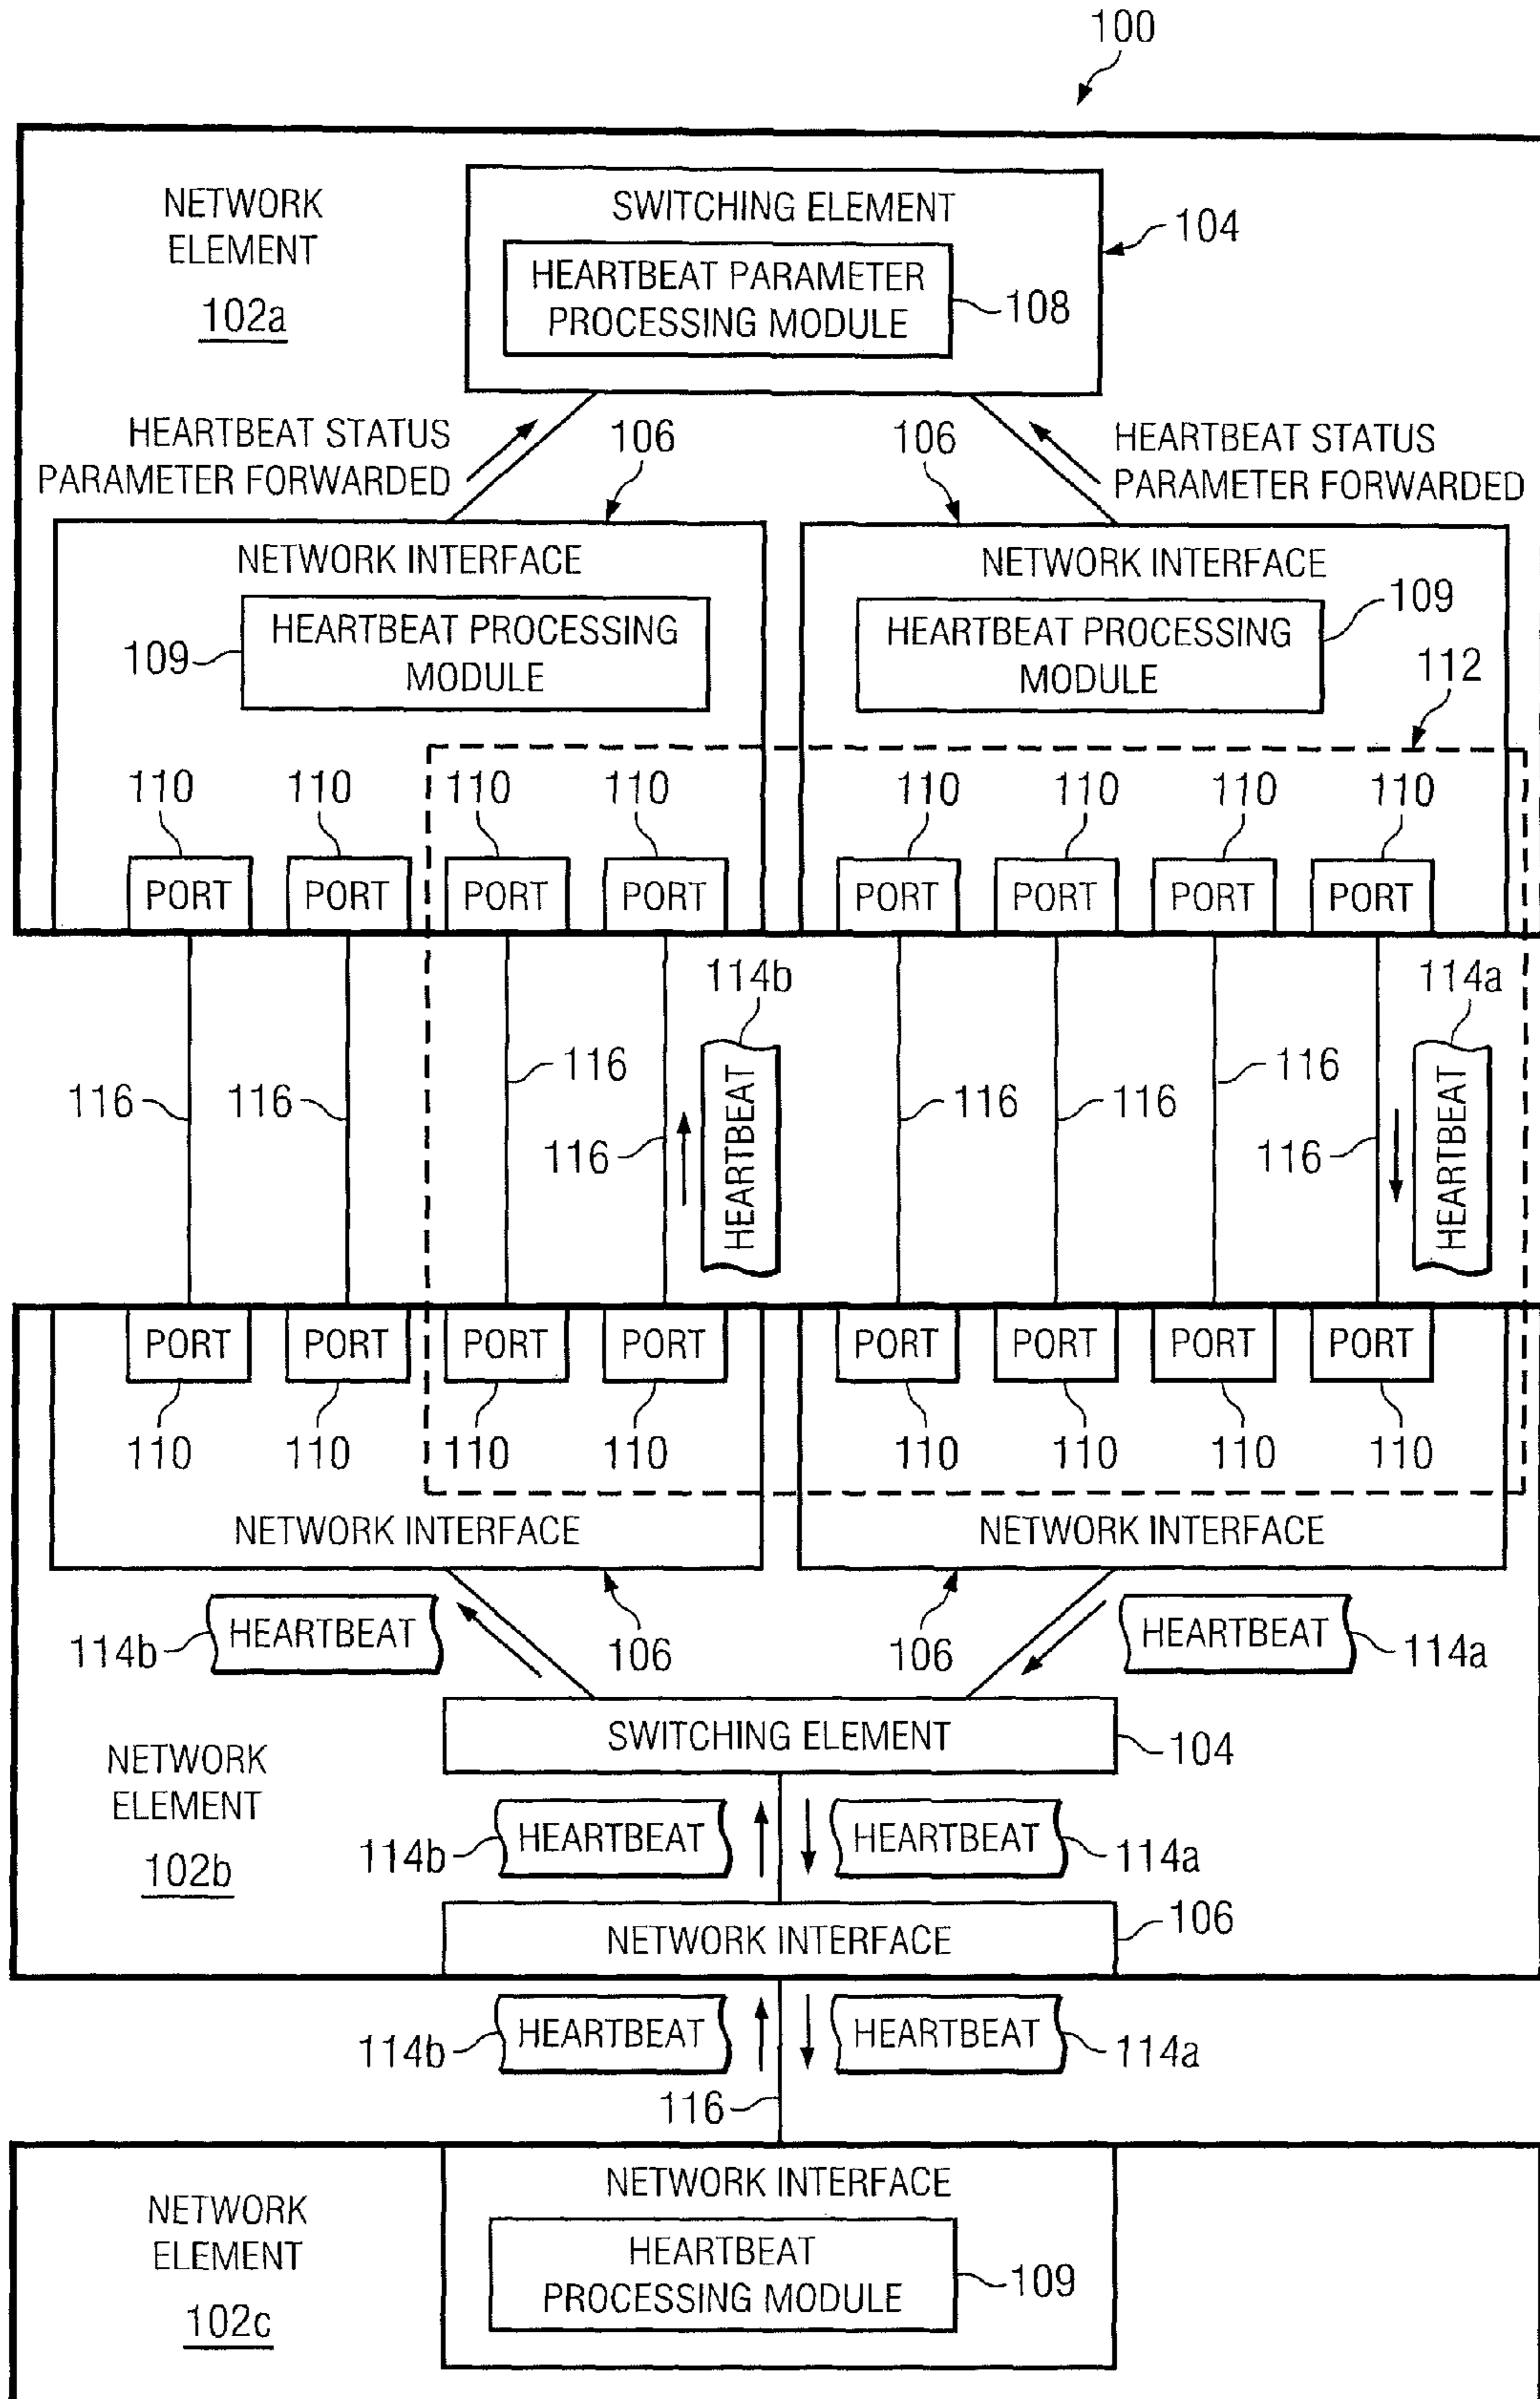 100
NETWORK
ELEMENT
102a
SWITCHING ELEMENT
104
HEARTBEAT PARAMETER
PROCESSING MODULE
108
HEARTBEAT STATUS
PARAMETER FORWARDED
106
106
HEARTBEAT STATUS
PARAMETER FORWARDED
NETWORK INTERFACE
109
HEARTBEAT PROCESSING
MODULE
NETWORK INTERFACE
HEARTBEAT PROCESSING
MODULE
109
112
110 110 110 110 110 110 110 110
PORT PORT PORT PORT PORT PORT PORT PORT
114b
114a
116 116 116 116 116 116 116 116
HEARTBEAT
HEARTBEAT
PORT PORT PORT PORT PORT PORT PORT PORT
110 110 110 110 110 110 110 110
NETWORK INTERFACE
NETWORK INTERFACE
114b
HEARTBEAT
106
106
HEARTBEAT
114a
NETWORK
ELEMENT
102b
SWITCHING ELEMENT
104
114b
HEARTBEAT
HEARTBEAT
114a
NETWORK INTERFACE
106
114b
HEARTBEAT
HEARTBEAT
114a
116
NETWORK
ELEMENT
102c
NETWORK INTERFACE
HEARTBEAT
PROCESSING MODULE
109